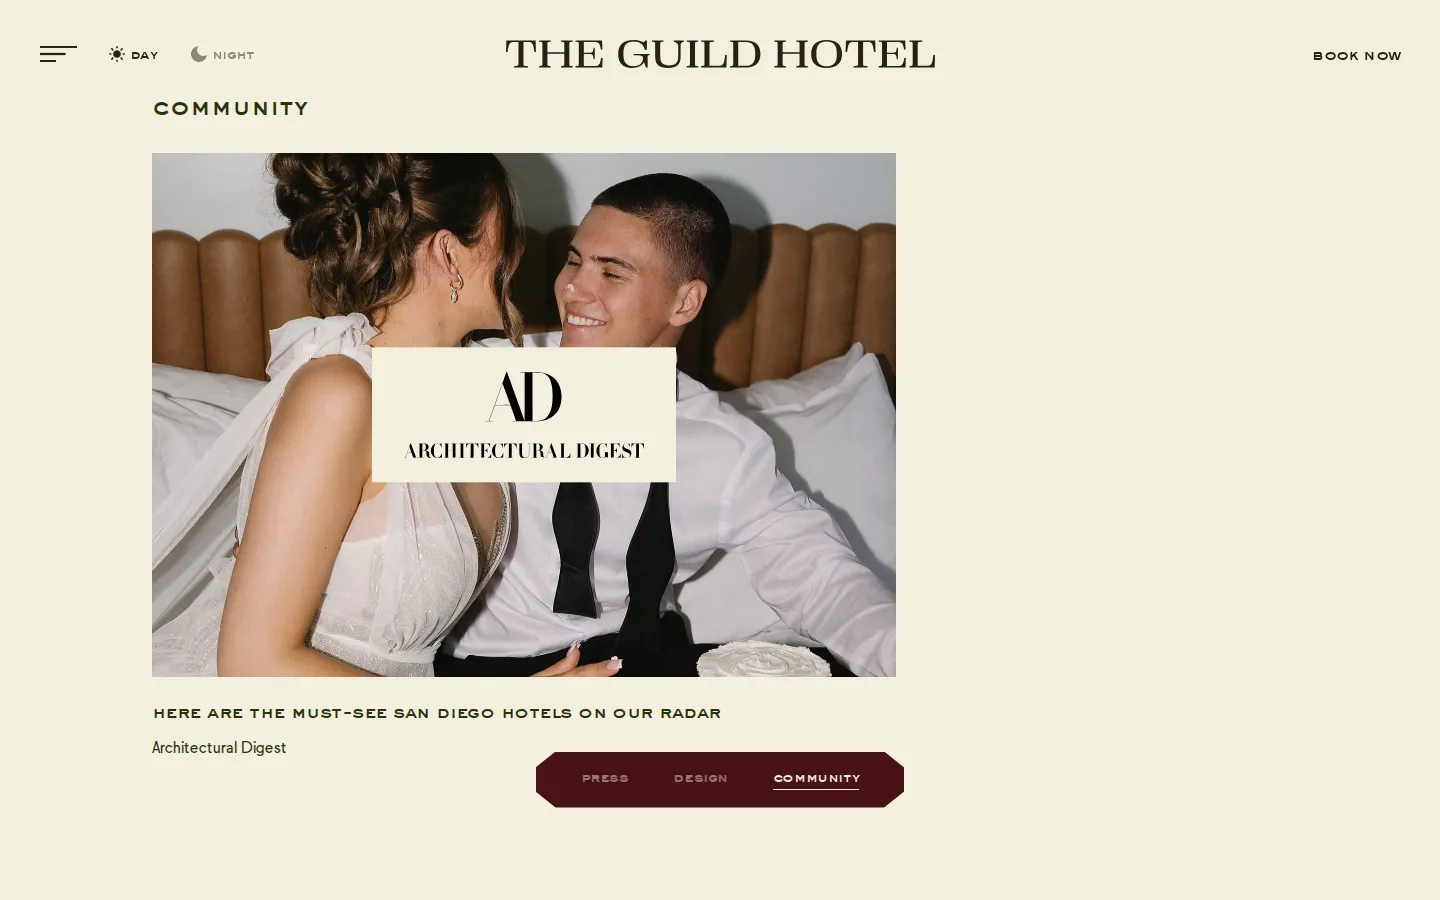 DAY
NIGHT
THE GUILD HOTEL
BOOK NOW
COMMUNITY
AD
ARCHITECTURAL DIGEST
HERE ARE THE MUST-SEE SAN DIEGO HOTELS ON OUR RADAR
Architectural Digest
PRESS
DESIGN
COMMUNITY